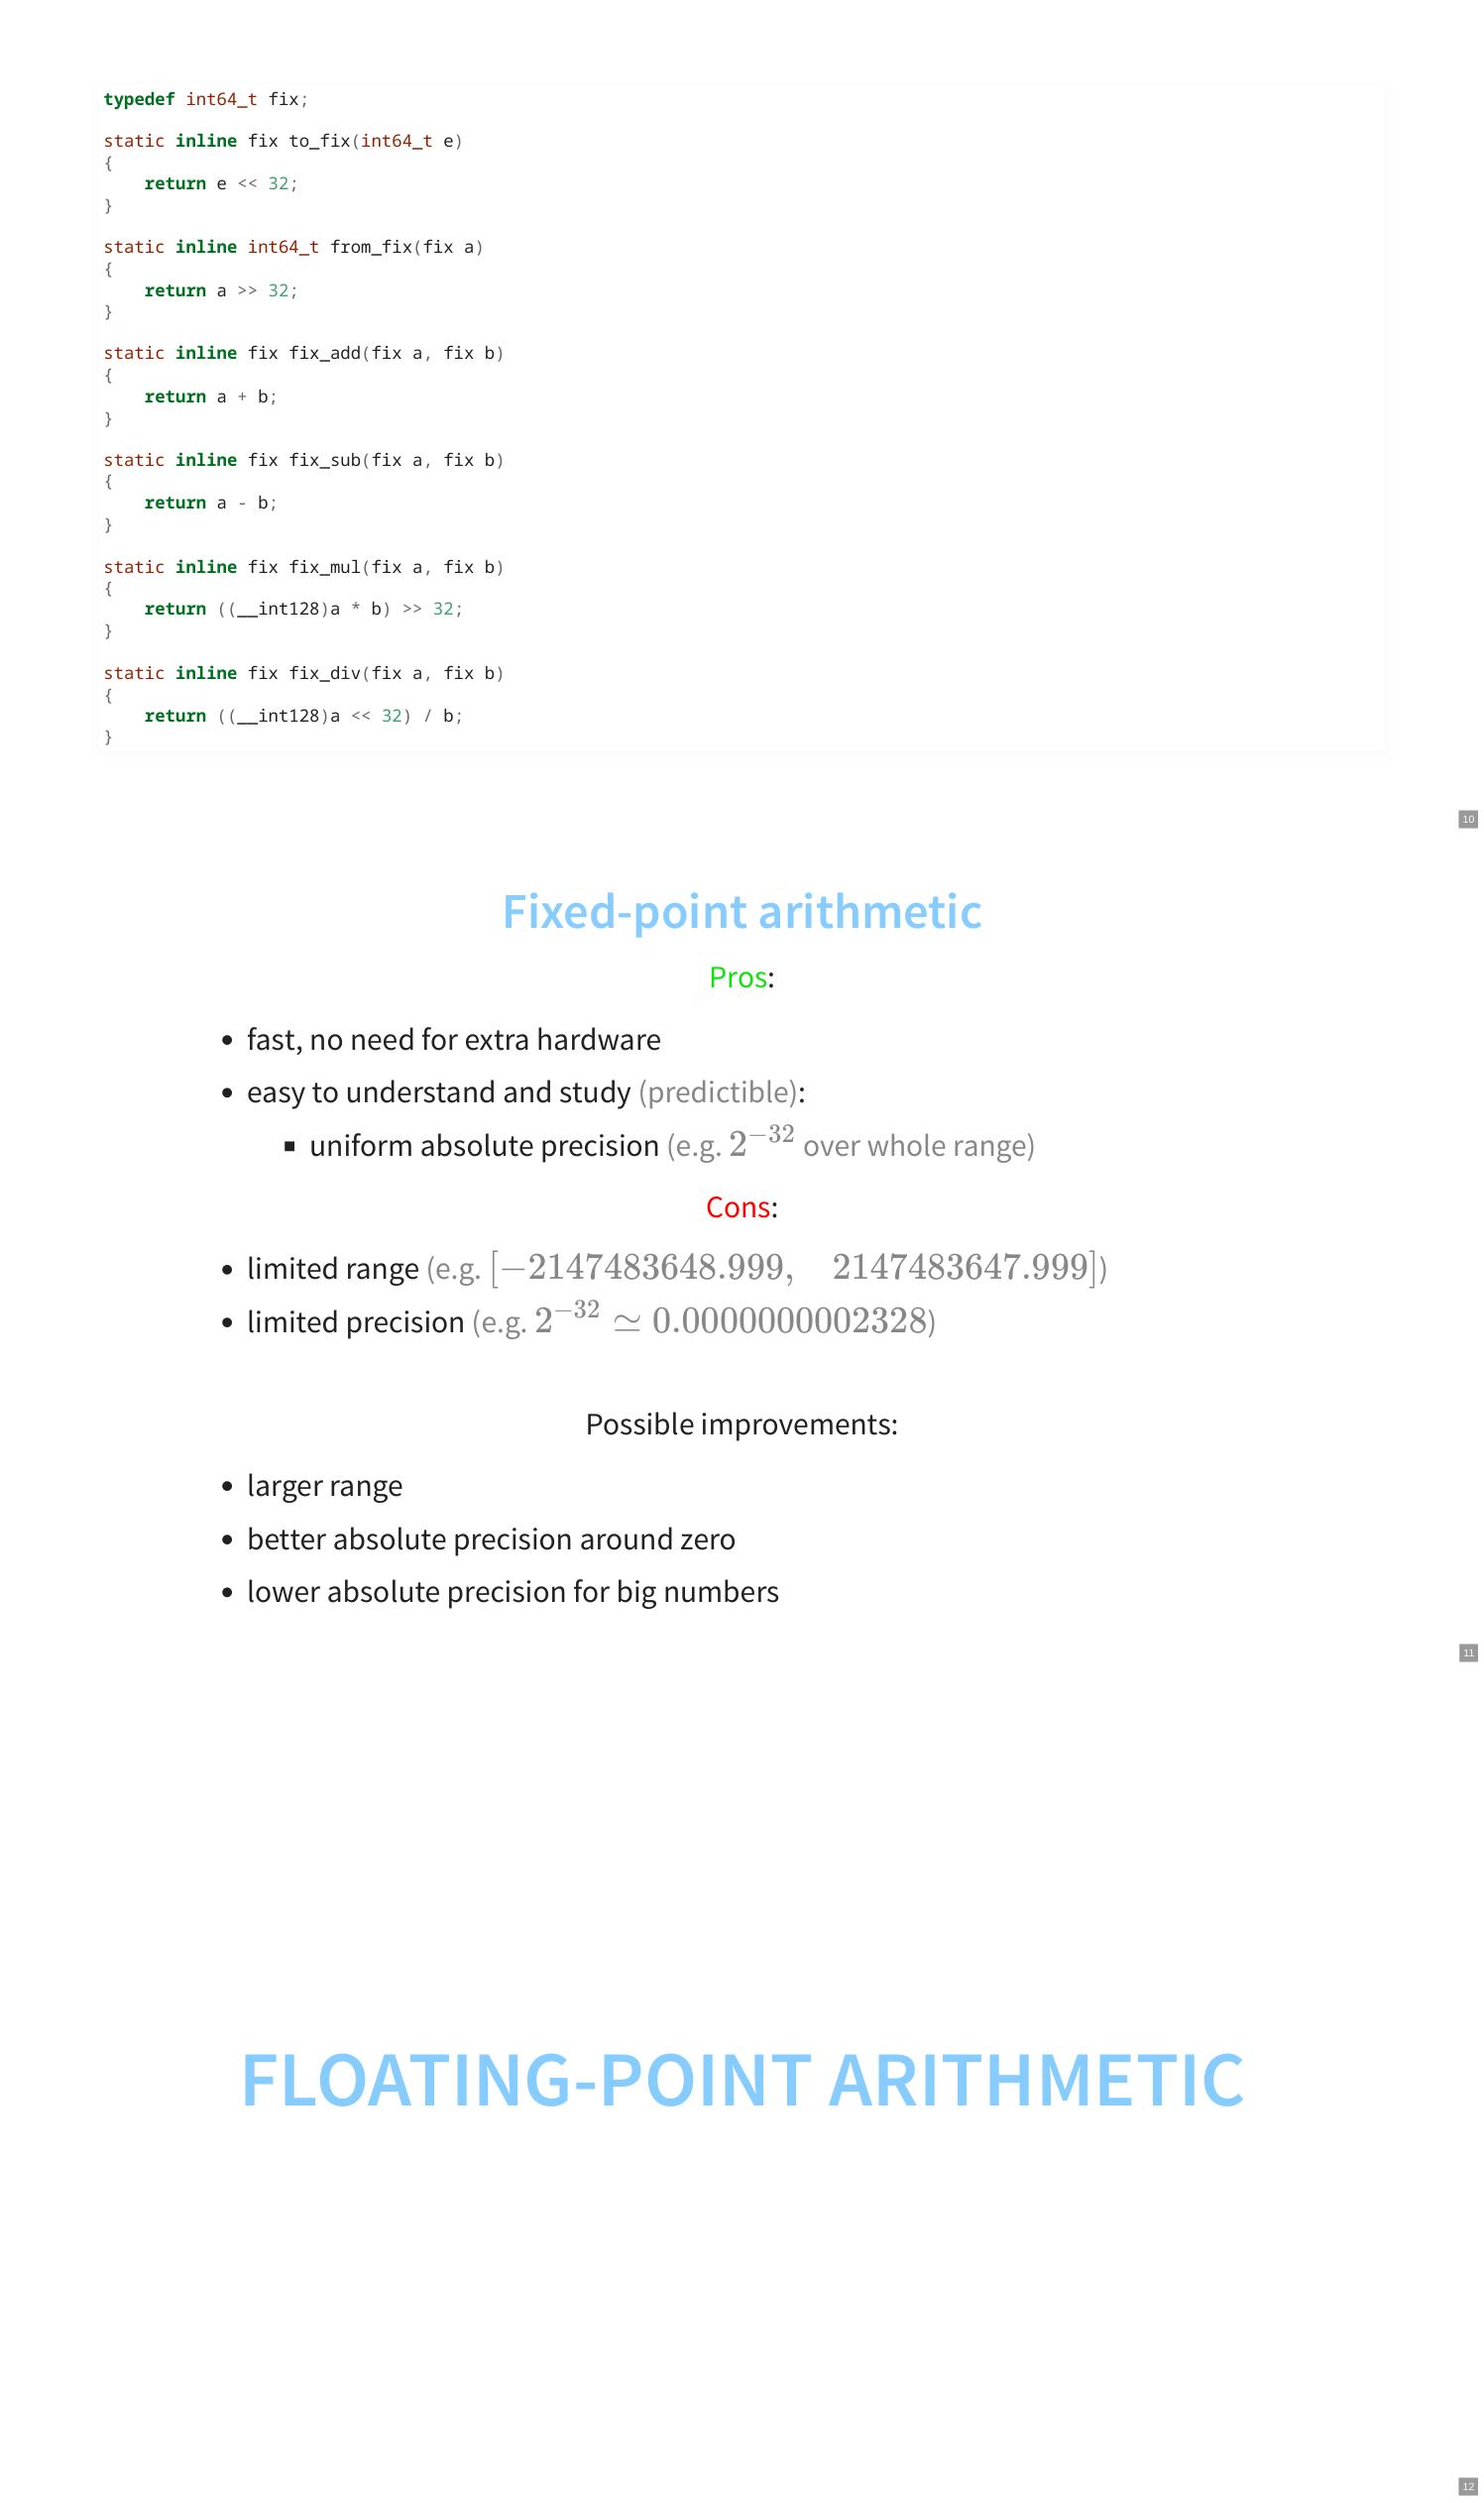 typedef int64_t fix;
static inline fix to_fix(int64_t e)
{
    return e << 32;
}
static inline int64_t from_fix(fix a)
{
    return a >> 32;
}
static inline fix fix_add(fix a, fix b)
{
    return a + b;
}
static inline fix fix_sub(fix a, fix b)
{
    return a - b;
}
static inline fix fix_mul(fix a, fix b)
{
    return ((__int128)a * b) >> 32;
}
static inline fix fix_div(fix a, fix b)
{
    return ((__int128)a << 32) / b;
}
10
Fixed-point arithmetic
Pros:
• fast, no need for extra hardware
• easy to understand and study (predictible):
▪ uniform absolute precision (e.g. 2⁻³² over whole range)
Cons:
• limited range (e.g. [−2147483648.999, 2147483647.999])
• limited precision (e.g. 2⁻³² ≃ 0.0000000002328)
Possible improvements:
• larger range
• better absolute precision around zero
• lower absolute precision for big numbers
11
FLOATING-POINT ARITHMETIC
12